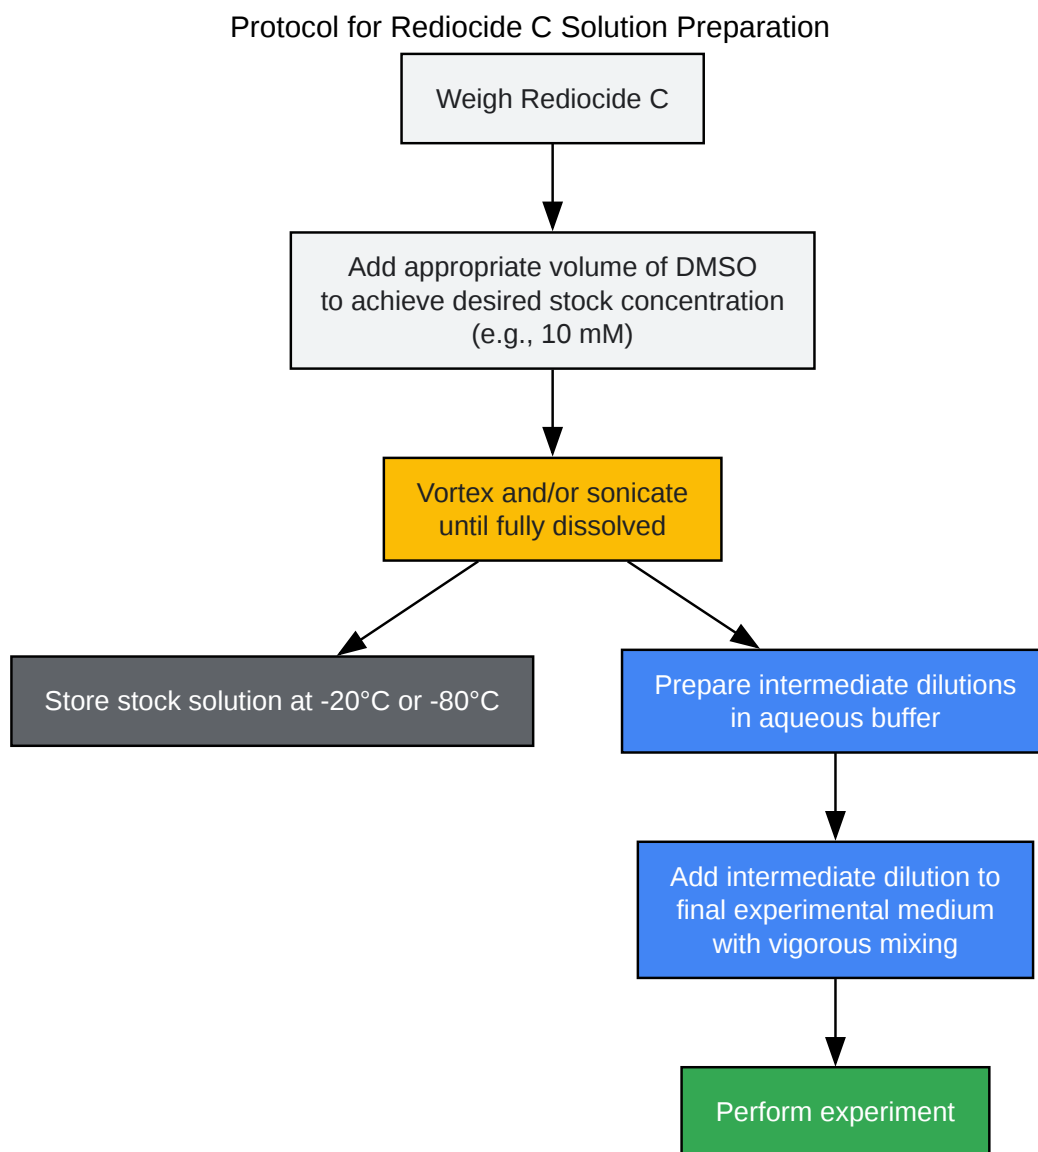 Protocol for Rediocide C Solution Preparation
Weigh Rediocide C
Add appropriate volume of DMSO
to achieve desired stock concentration
(e.g., 10 mM)
Vortex and/or sonicate
until fully dissolved
Store stock solution at -20°C or -80°C
Prepare intermediate dilutions
in aqueous buffer
Add intermediate dilution to
final experimental medium
with vigorous mixing
Perform experiment